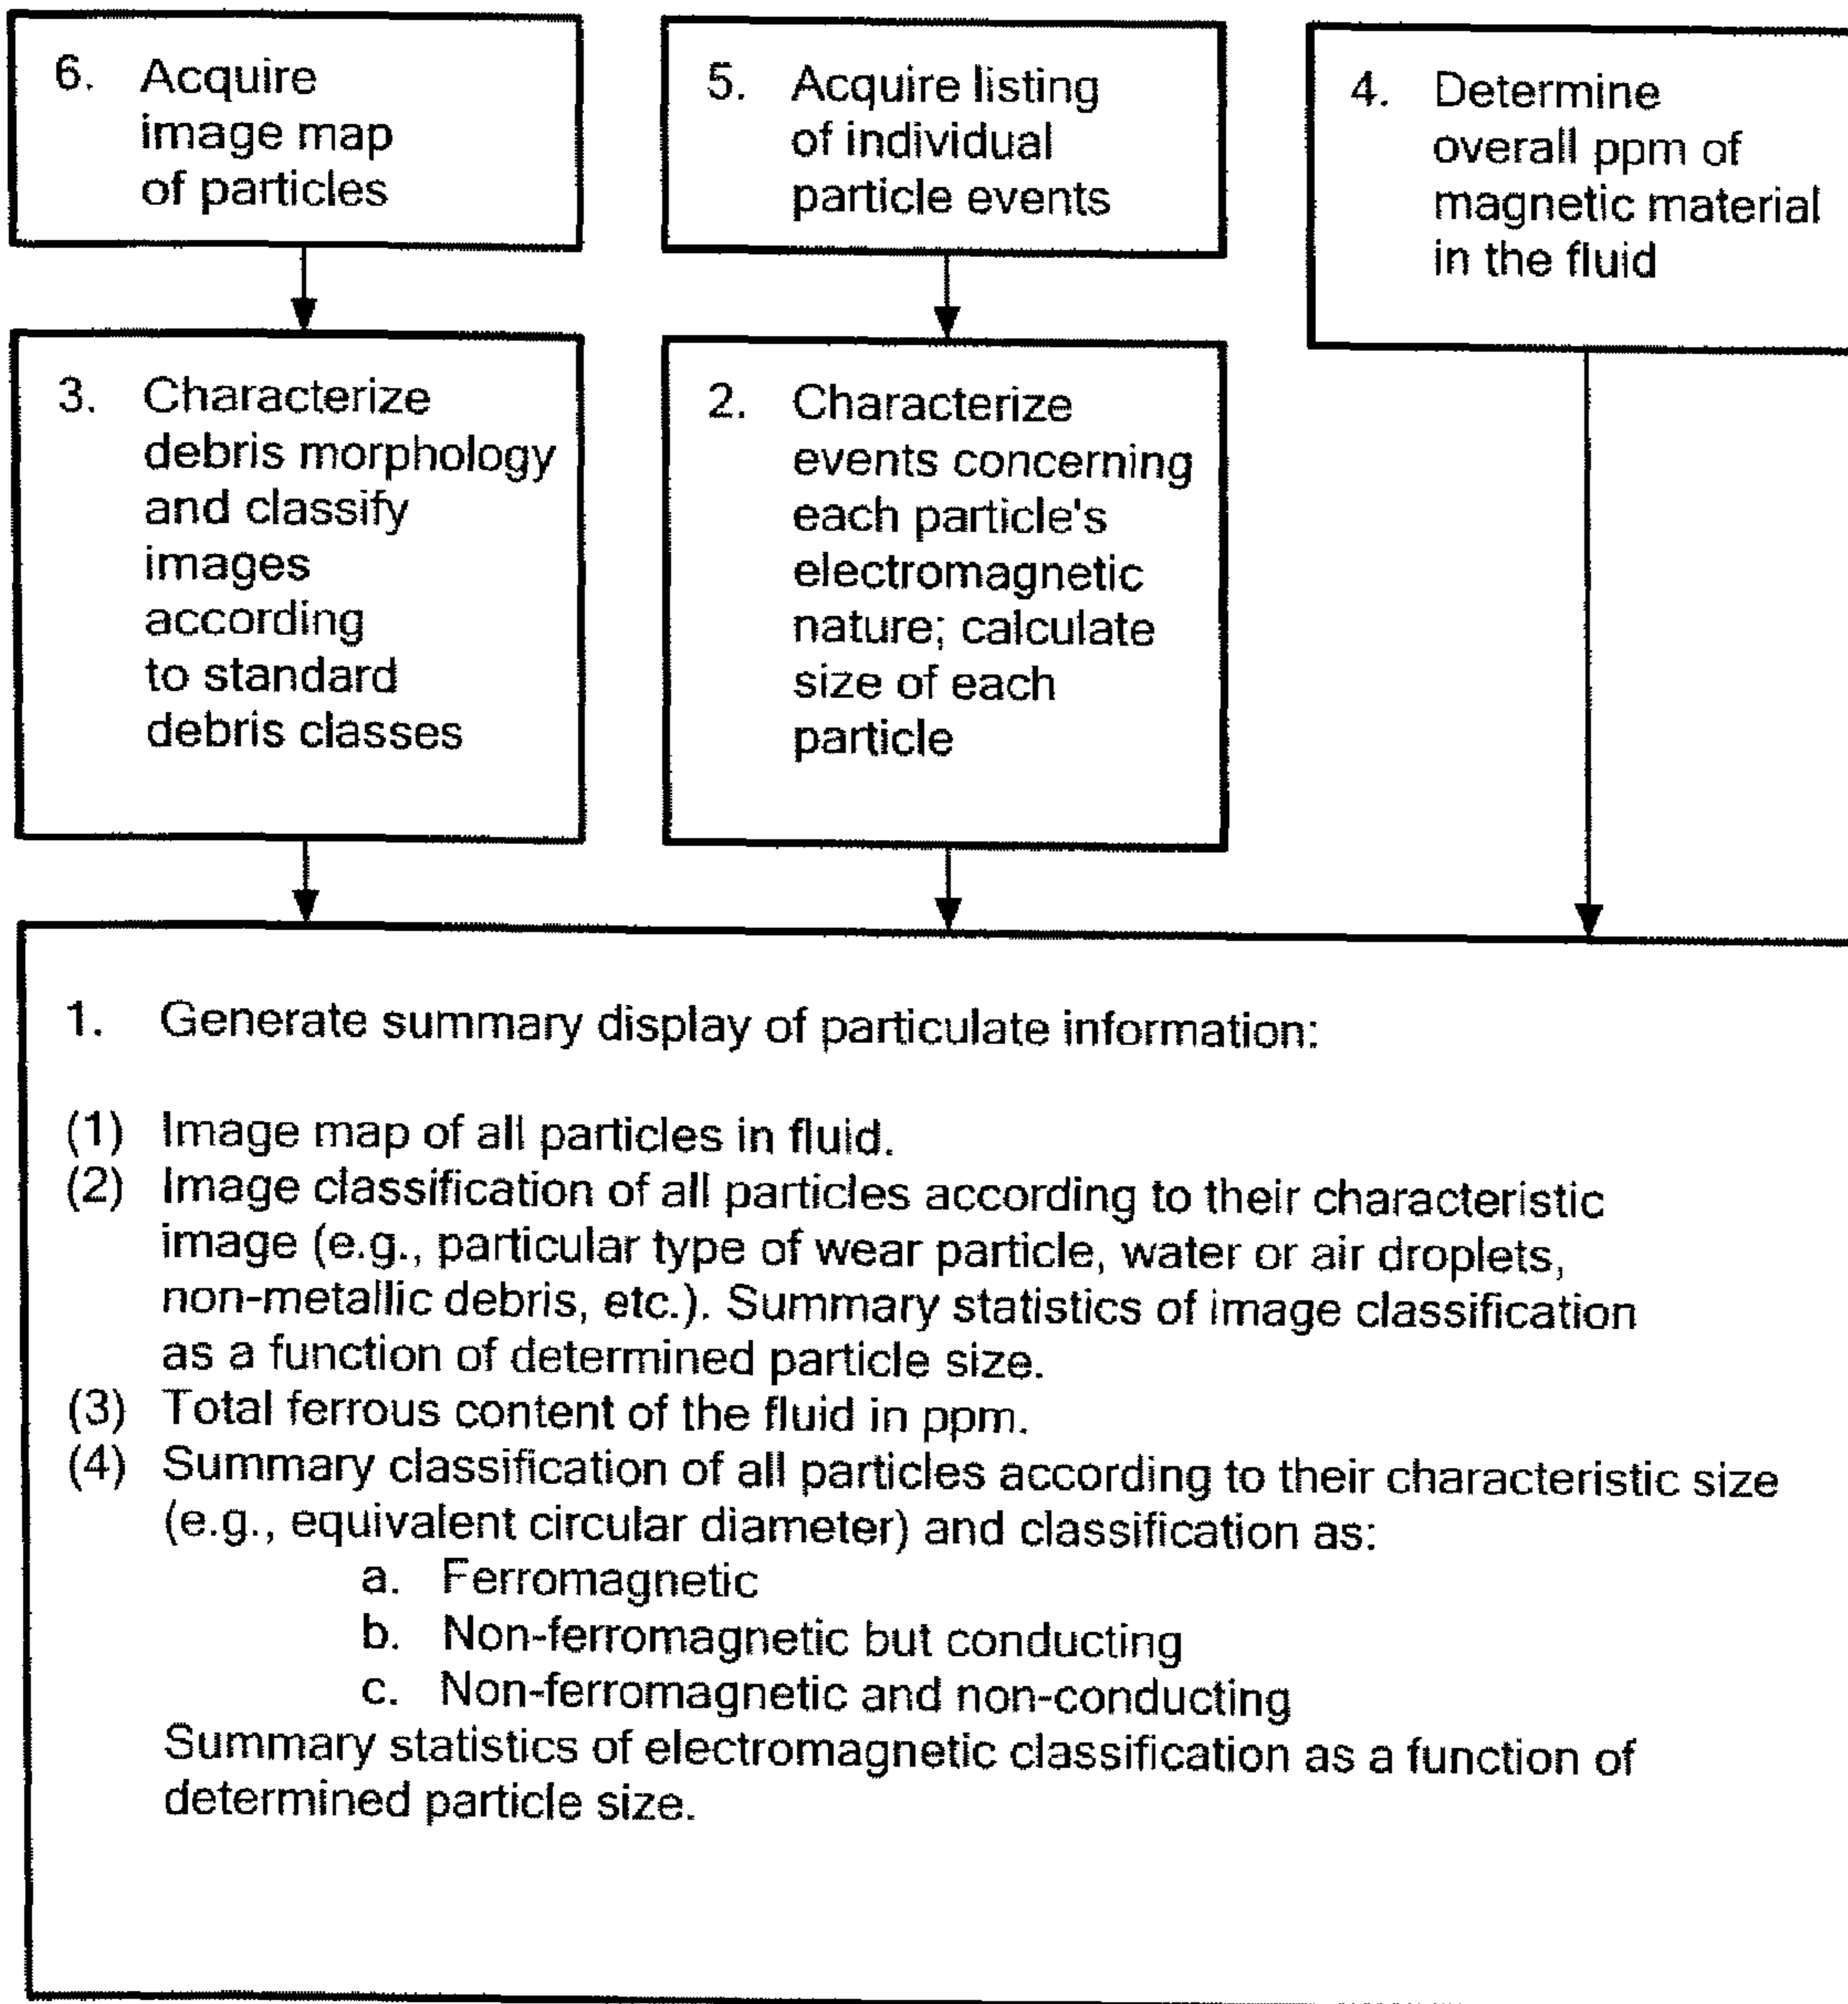 6. Acquire
image map
of particles
5. Acquire listing
of individual
particle events
4. Determine
overall ppm of
magnetic material
in the fluid
3. Characterize
debris morphology
and classify
images
according
to standard
debris classes
2. Characterize
events concerning
each particle's
electromagnetic
nature; calculate
size of each
particle
1. Generate summary display of particulate information:
(1) Image map of all particles in fluid.
(2) Image classification of all particles according to their characteristic
image (e.g., particular type of wear particle, water or air droplets,
non-metallic debris, etc.). Summary statistics of image classification
as a function of determined particle size.
(3) Total ferrous content of the fluid in ppm.
(4) Summary classification of all particles according to their characteristic size
(e.g., equivalent circular diameter) and classification as:
a. Ferromagnetic
b. Non-ferromagnetic but conducting
c. Non-ferromagnetic and non-conducting
Summary statistics of electromagnetic classification as a function of
determined particle size.